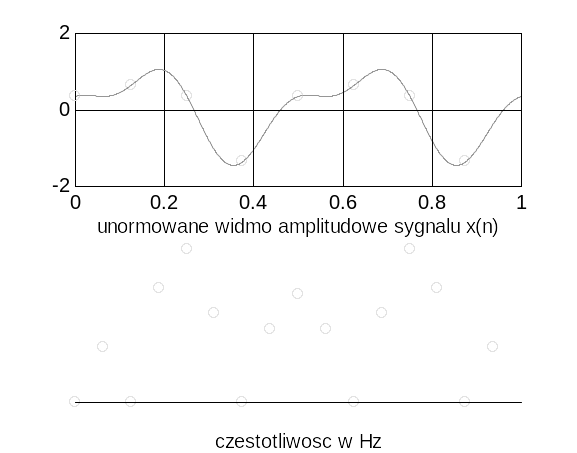 2
0
-2
0 0.2 0.4 0.6 0.8 1
unormowane widmo amplitudowe sygnalu x(n)
czestotliwosc w Hz